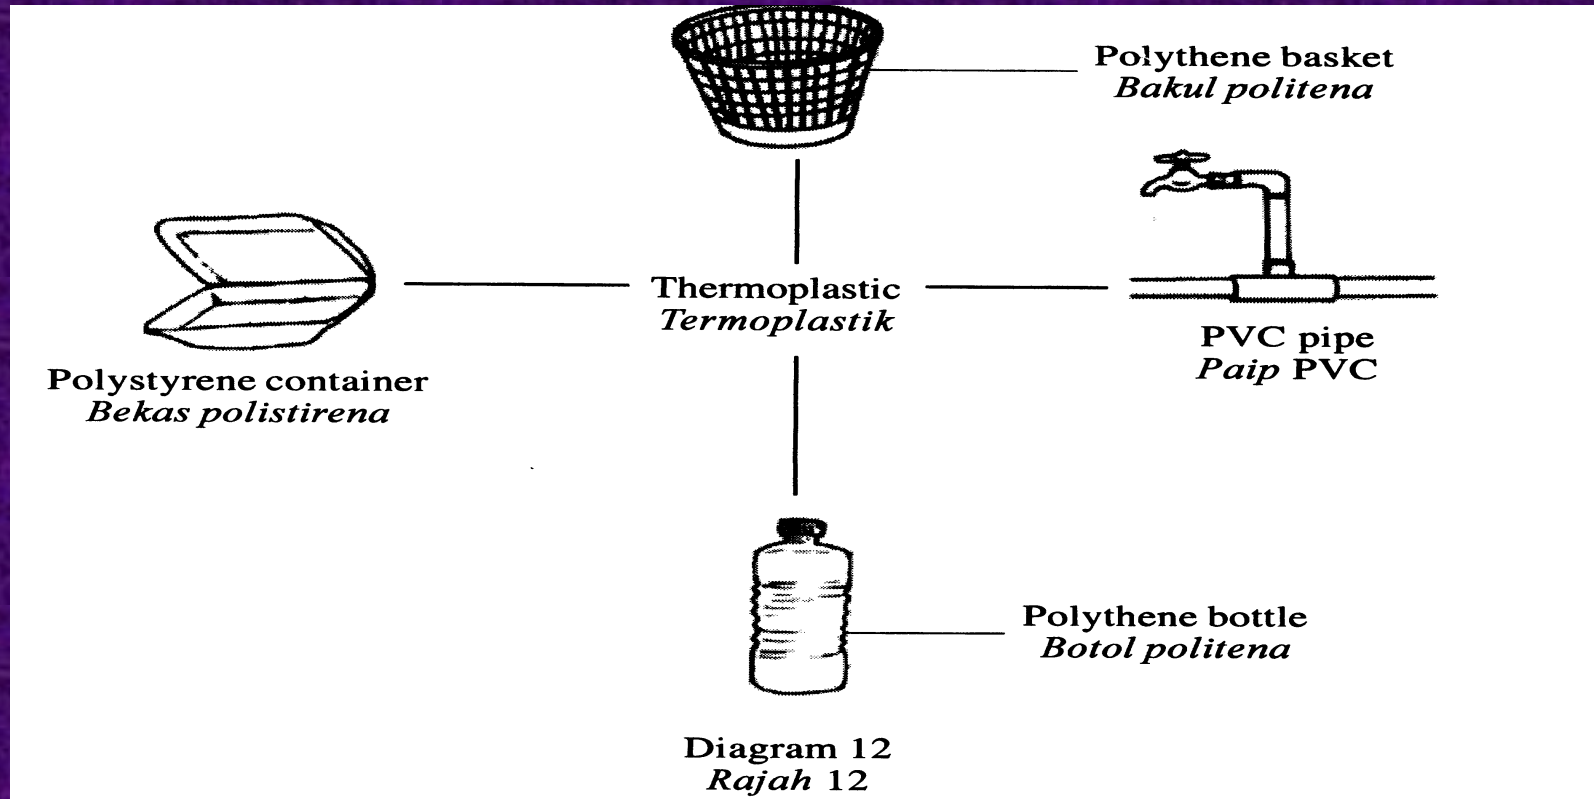 Polythene basket
Bakul politena
Thermoplastic
Termoplastik
PVC pipe
Paip PVC
Polystyrene container
Bekas polistirena
Polythene bottle
Botol politena
Diagram 12
Rajah 12